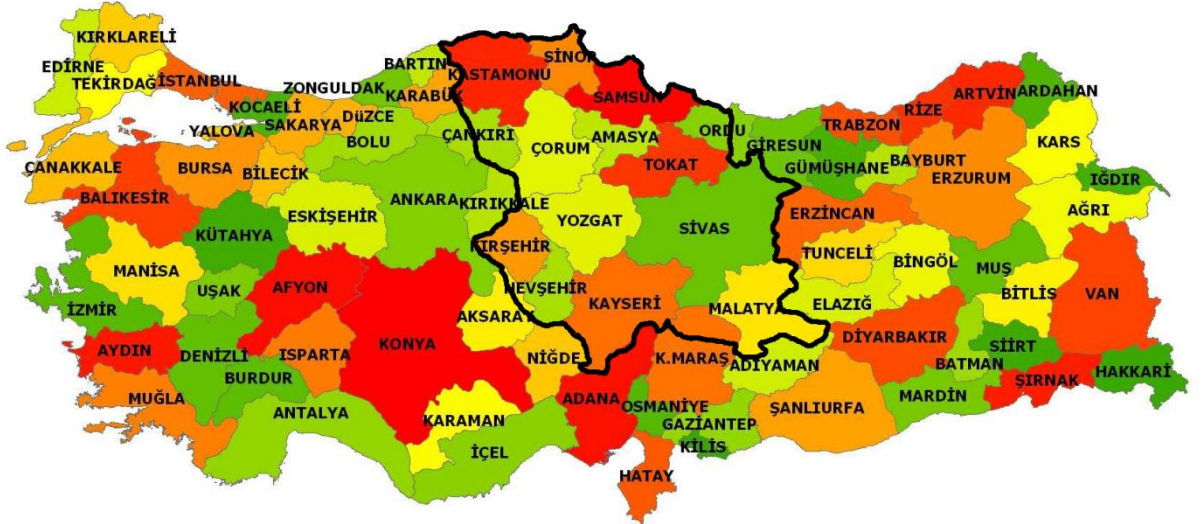 KIRKLARELİ
EDİRNE
TEKİRDAĞ
İSTANBUL
KOCAELİ
YALOVA
SAKARYA
ZONGULDAK
DüZCE
BARTIN
KARABÜK
KASTAMONU
SİNOP
SAMSUN
ÇANKIRI
ÇORUM
AMASYA
TOKAT
ORDU
GİRESUN
GÜMÜŞHANE
TRABZON
RİZE
ARTVİN
ARDAHAN
KARS
BAYBURT
ERZURUM
IĞDIR
AĞRI
ÇANAKKALE
BURSA
BİLECİK
BOLU
BALIKESİR
KÜTAHYA
ESKİŞEHİR
ANKARA
KIRIKKALE
YOZGAT
SİVAS
ERZİNCAN
TUNCELİ
BİNGÖL
MUŞ
BİTLİS
VAN
MANİSA
İZMİR
UŞAK
AFYON
KIRŞEHİR
NEVŞEHİR
KAYSERİ
MALATYA
ELAZIĞ
DİYARBAKIR
BATMAN
SİİRT
ŞIRNAK
HAKKARİ
AYDIN
DENİZLİ
ISPARTA
BURDUR
KONYA
AKSARAY
NİĞDE
K.MARAŞ
ADIYAMAN
MARDİN
MUĞLA
ANTALYA
KARAMAN
İÇEL
ADANA
OSMANİYE
GAZİANTEP
KİLİS
ŞANLIURFA
HATAY